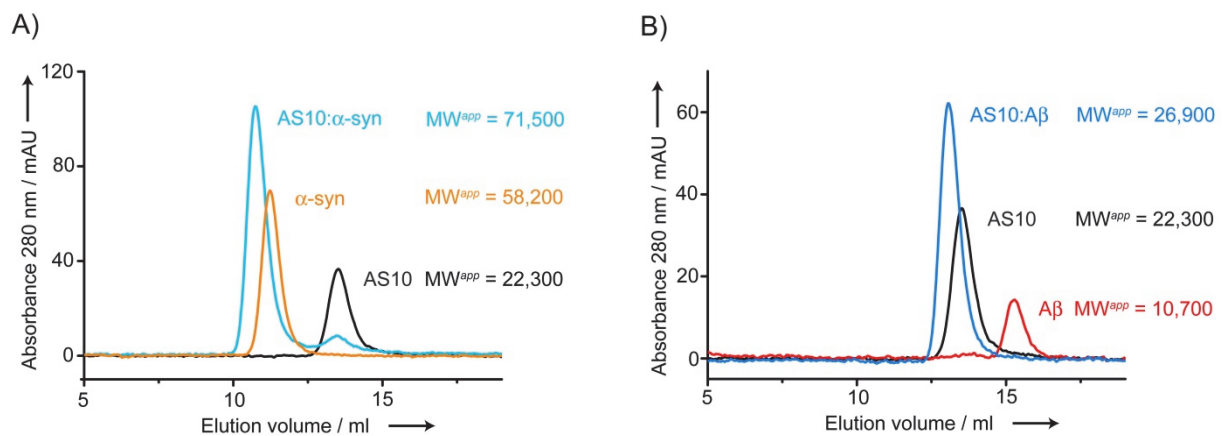 A)
120
80
40
0
5
10
15
Absorbance 280 nm / mAU
Elution volume / ml
AS10:α-syn MWapp = 71,500
α-syn MWapp = 58,200
AS10 MWapp = 22,300
B)
60
40
20
0
5
10
15
Absorbance 280 nm / mAU
Elution volume / ml
AS10:Aβ MWapp = 26,900
AS10 MWapp = 22,300
Aβ MWapp = 10,700